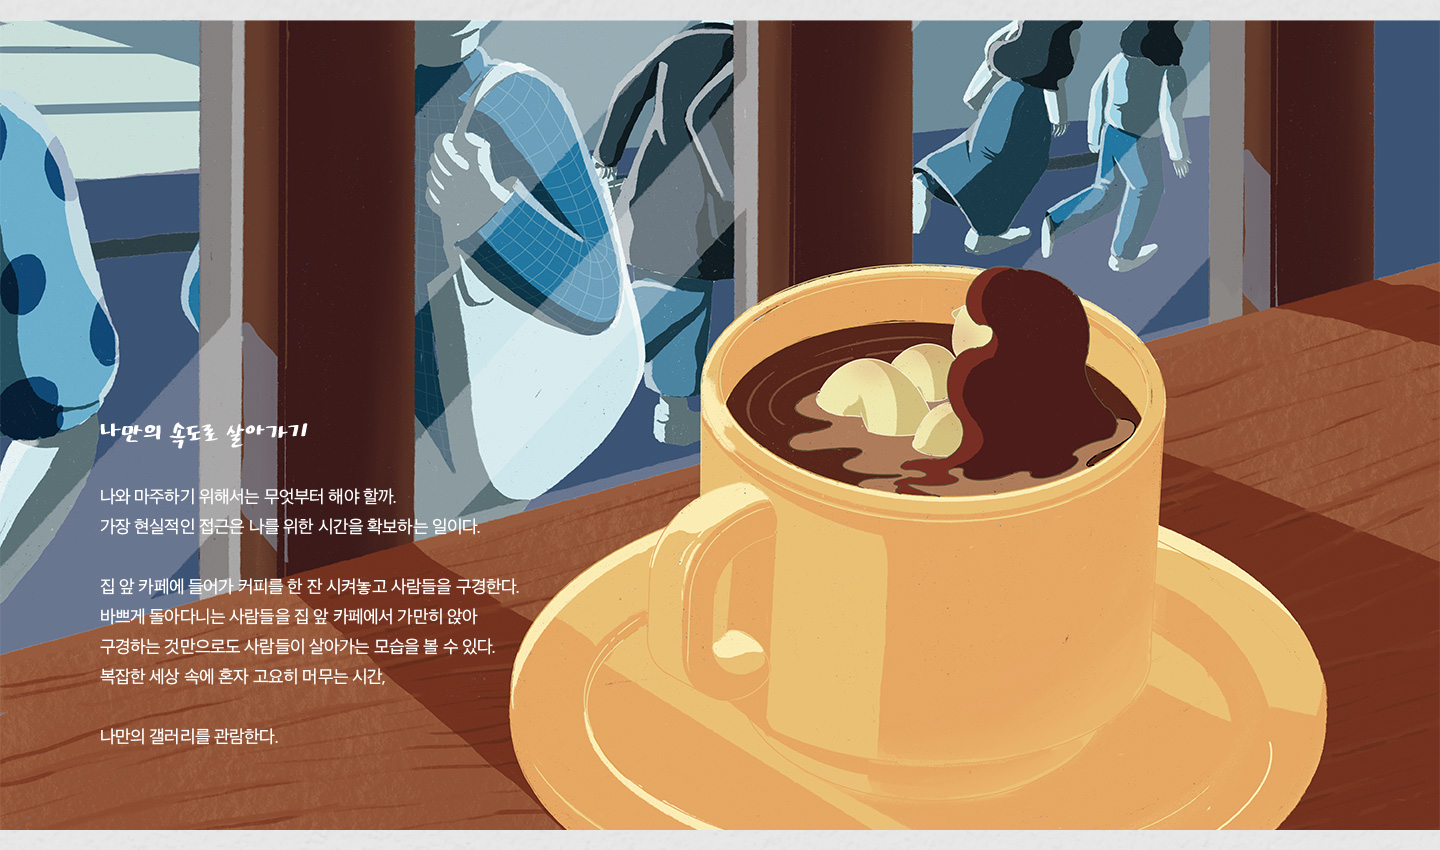 나만의 속도로 살아가기
나와 마주하기 위해서는 무엇부터 해야 할까.
가장 현실적인 접근은 나를 위한 시간을 확보하는 일이다.
집 앞 카페에 들어가 커피를 한 잔 시켜놓고 사람들을 구경한다.
바쁘게 돌아다니는 사람들을 집 앞 카페에서 가만히 앉아
구경하는 것만으로도 사람들이 살아가는 모습을 볼 수 있다.
복잡한 세상 속에 혼자 고요히 머무는 시간,
나만의 갤러리를 관람한다.